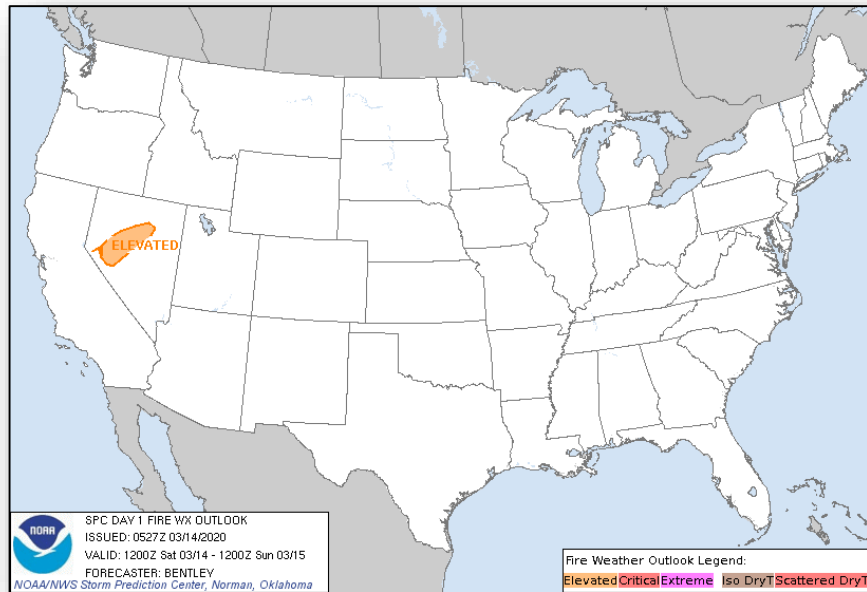 ELEVATED
NOAA
SPC DAY 1 FIRE WX OUTLOOK
ISSUED: 0527Z 03/14/2020
VALID: 1200Z Sat 03/14 - 1200Z Sun 03/15
FORECASTER: BENTLEY
NOAA/NWS Storm Prediction Center, Norman, Oklahoma
Fire Weather Outlook Legend:
Elevated Critical Extreme Iso DryT Scattered DryT